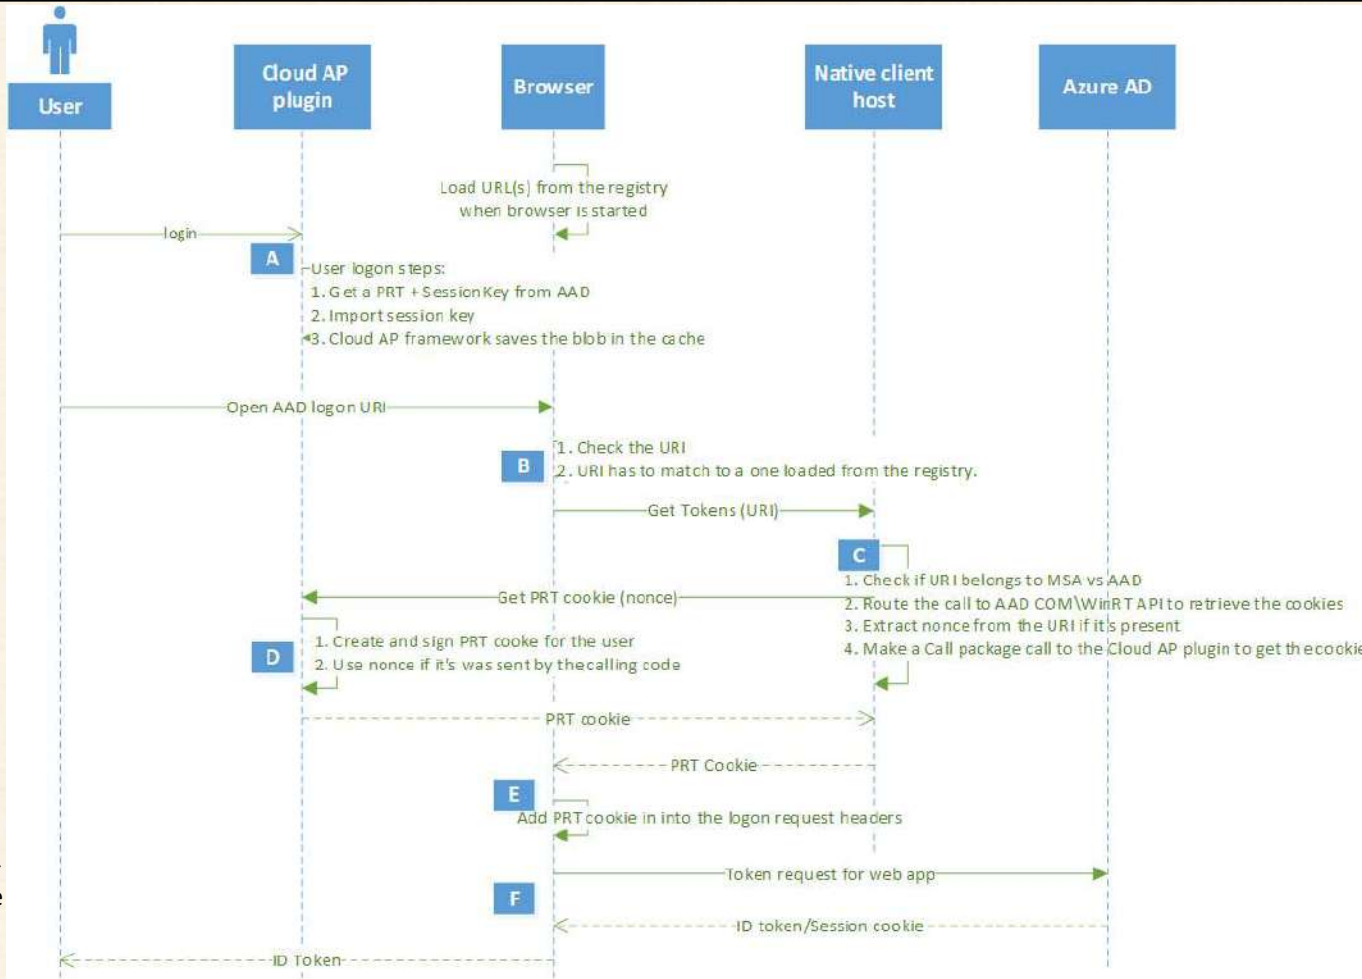 User
Cloud AP
plugin
Browser
Native client
host
Azure AD
Load URL(s) from the registry
when browser is started
login
A
User logon steps:
1. Get a PRT + SessionKey from AAD
2. Import session key
3. Cloud AP framework saves the blob in the cache
Open AAD logon URI
B
1. Check the URI
2. URI has to match to a one loaded from the registry.
Get Tokens (URI)
C
1. Check if URI belongs to MSA vs AAD
2. Route the call to AAD COM\WinRT API to retrieve the cookies
3. Extract nonce from the URI if it's present
4. Make a Call package call to the Cloud AP plugin to get the cookie
Get PRT cookie (nonce)
D
1. Create and sign PRT cooke for the user
2. Use nonce if it's was sent by the calling code
PRT cookie
PRT Cookie
E
Add PRT cookie in into the logon request headers
Token request for web app
F
ID token/Session cookie
ID Token